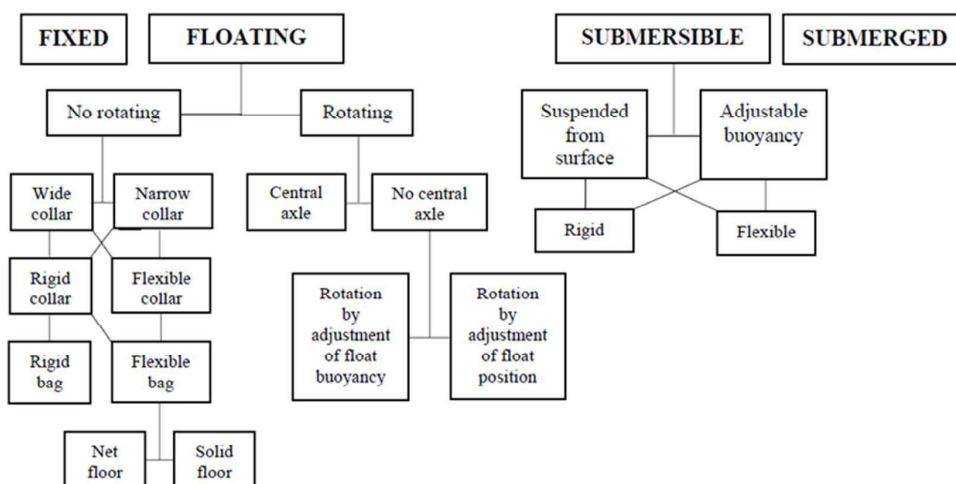 FIXED
FLOATING
SUBMERSIBLE
SUBMERGED
No rotating
Rotating
Suspended
from
surface
Adjustable
buoyancy
Wide
collar
Narrow
collar
Central
axle
No central
axle
Rigid
Flexible
Rigid
collar
Flexible
collar
Rotation
by
adjustment
of float
buoyancy
Rotation
by
adjustment
of float
position
Rigid
bag
Flexible
bag
Net
floor
Solid
floor